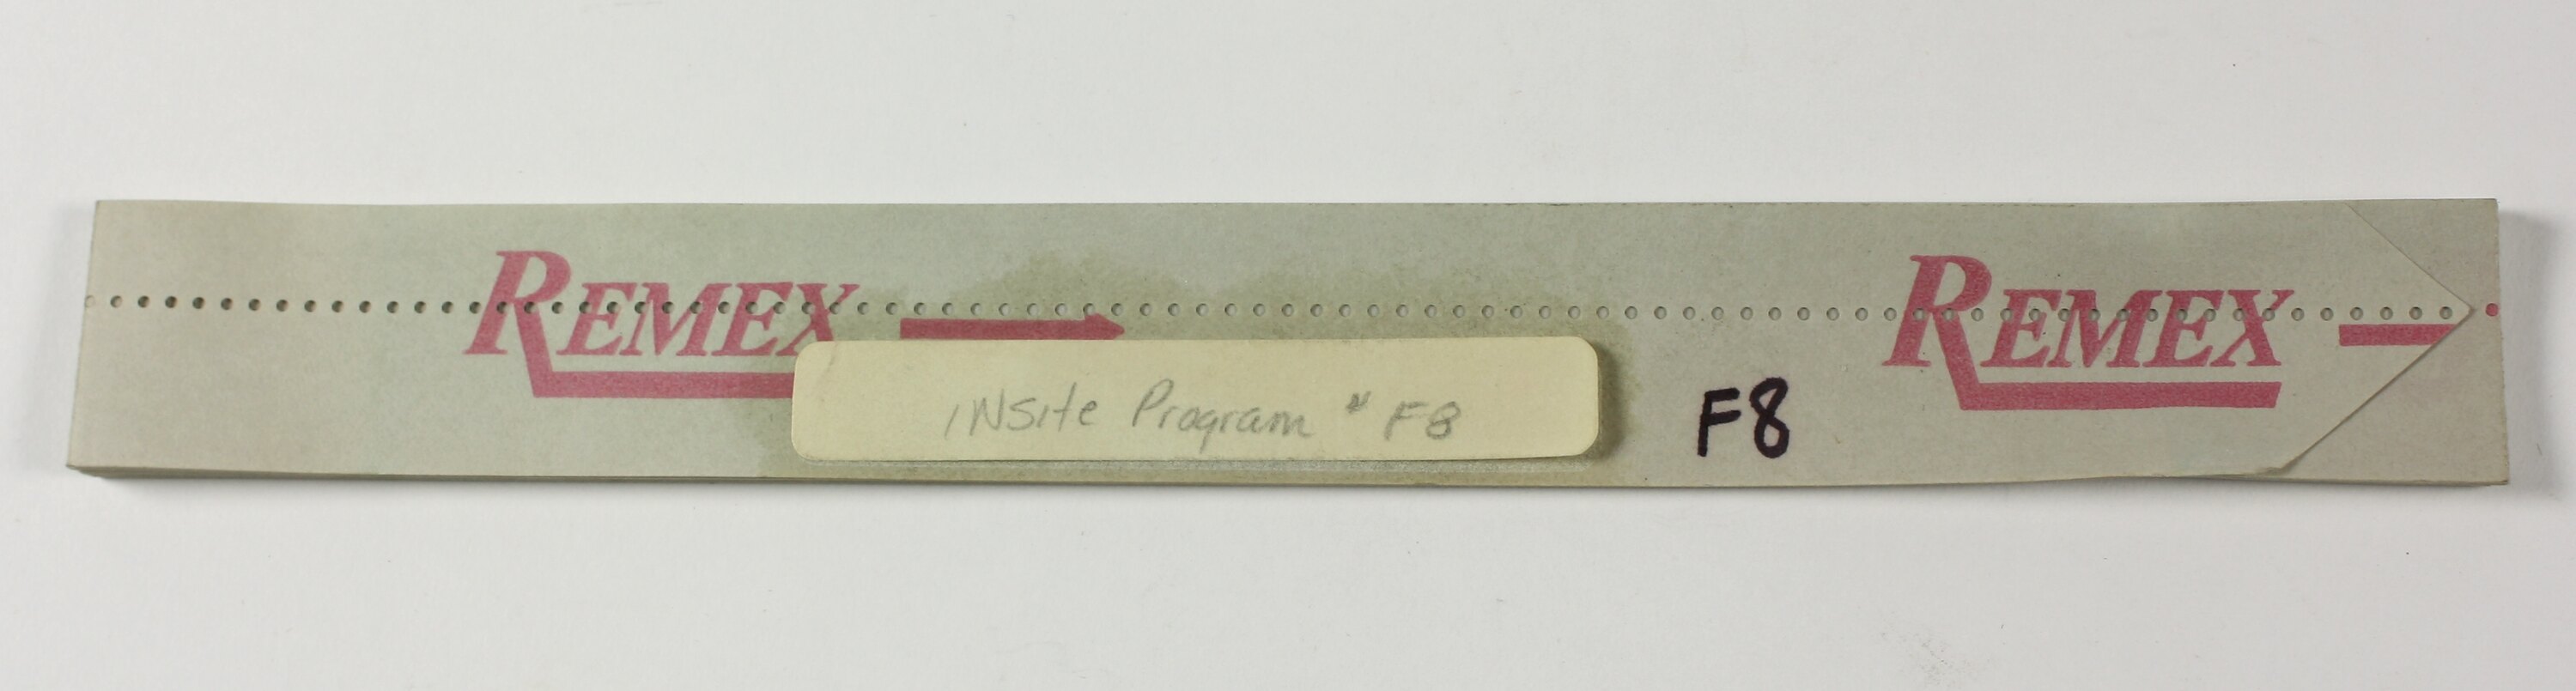 REMEX
REMEX
INSite Program # F8
F8